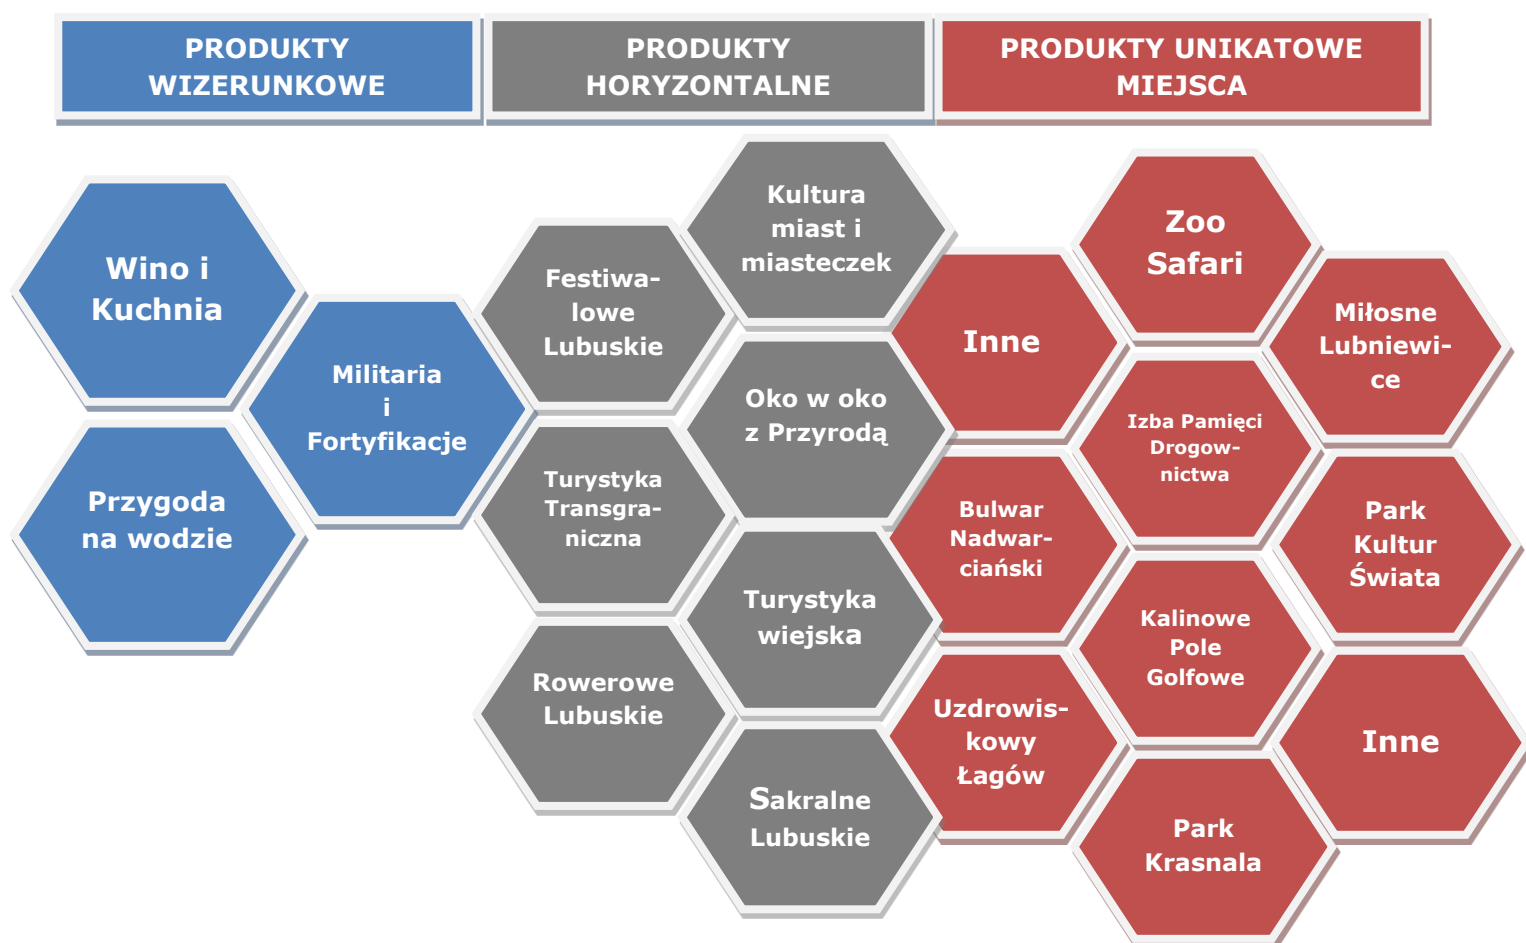 PRODUKTY
WIZERUNKOWE
PRODUKTY
HORYZONTALNE
PRODUKTY UNIKATOWE
MIEJSCA
Wino i
Kuchnia
Militaria
i
Fortyfikacje
Przygoda
na wodzie
Festiwa-
lowe
Lubuskie
Kultura
miast i
miasteczek
Oko w oko
z Przyrodą
Turystyka
Transgra-
niczna
Turystyka
wiejska
Rowerowe
Lubuskie
Sakralne
Lubuskie
Inne
Zoo
Safari
Miłosne
Lubniewi-
ce
Izba Pamięci
Drogow-
nictwa
Bulwar
Nadwar-
ciański
Park
Kultur
Świata
Kalinowe
Pole
Golfowe
Uzdrowis-
kowy
Łagów
Inne
Park
Krasnala